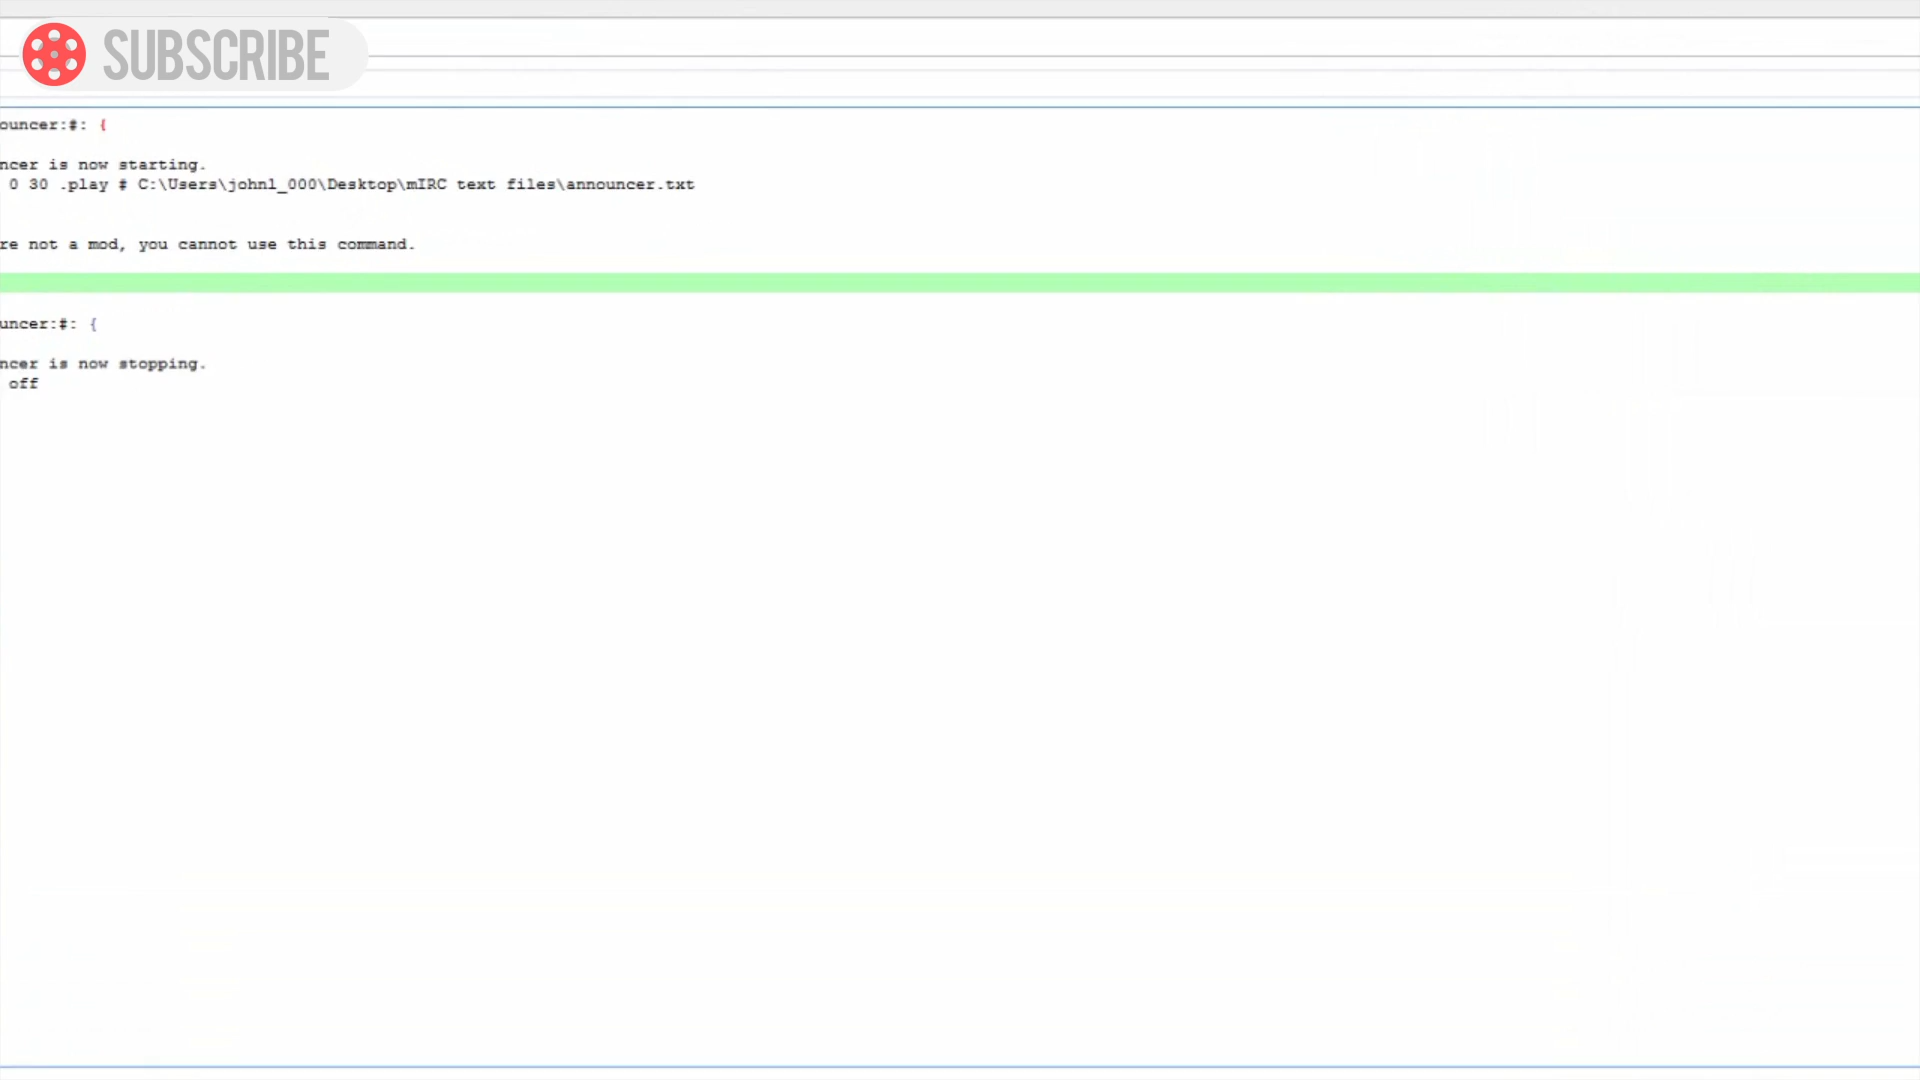 SUBSCRIBE
ouncer:#: {
ncer is now starting.
0 30 .play # C:\Users\johnl_000\Desktop\mIRC text files\announcer.txt
re not a mod, you cannot use this command.
uncer:#: {
ncer is now stopping.
off